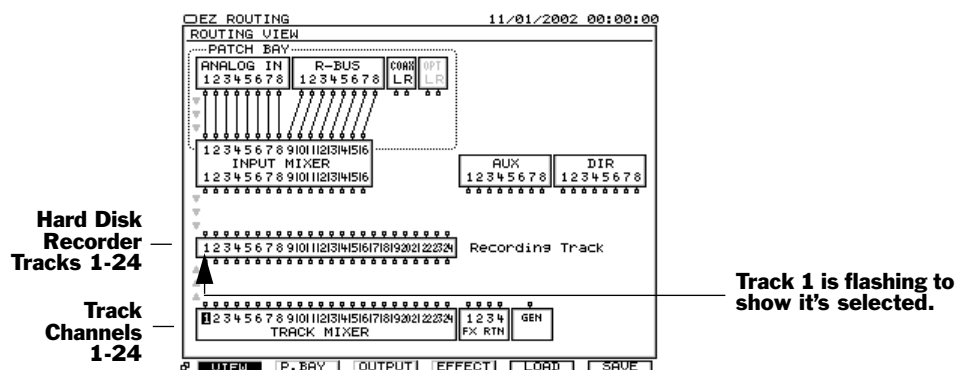 EZ ROUTING 11/01/2002 00:00:00
ROUTING VIEW
PATCH BAY
ANALOG IN R-BUS COAX OPT
12345678 12345678 LR LR
12345678910111213141516
INPUT MIXER
12345678910111213141516
AUX DIR
12345678 12345678
Hard Disk
Recorder
Tracks 1-24
123456789101112131415161718192021222324 Recording Track
Track 1 is flashing to
show it's selected.
Track
Channels
1-24
123456789101112131415161718192021222324 1234 GEN
TRACK MIXER FX RTN
VIEW P.BAY OUTPUT EFFECT LOAD SAVE